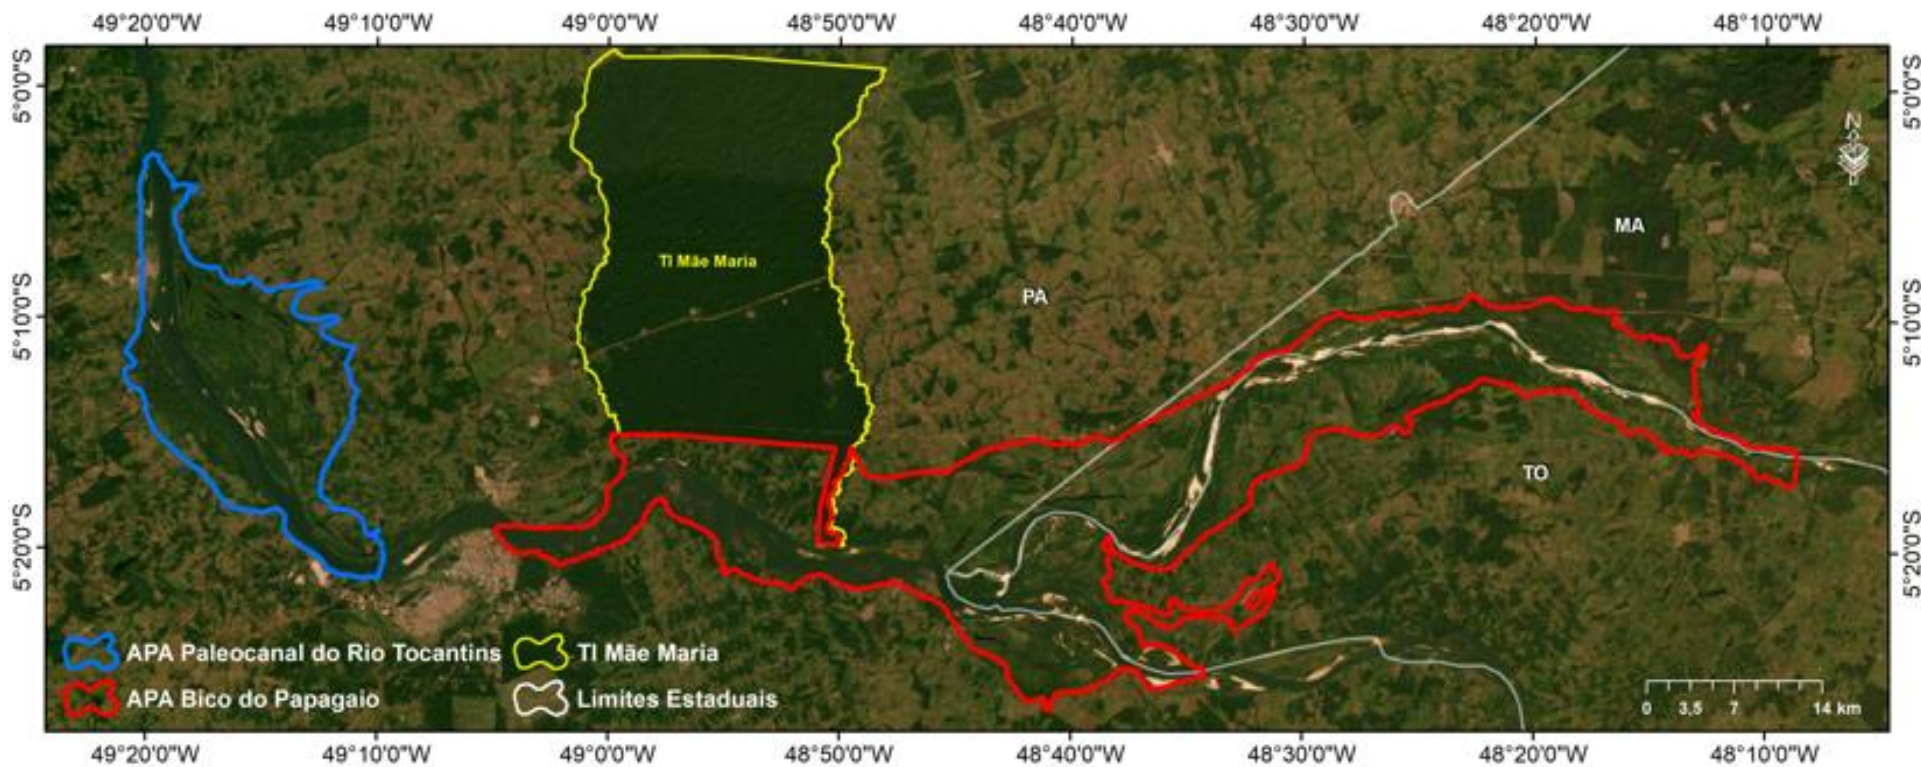 49°20'0"W 49°10'0"W 49°0'0"W 48°50'0"W 48°40'0"W 48°30'0"W 48°20'0"W 48°10'0"W
5°0'0"S 5°0'0"S
N
MA
TI Mãe Maria
PA
5°10'0"S 5°10'0"S
TO
5°20'0"S 5°20'0"S
APA Paleocanal do Rio Tocantins TI Mãe Maria
APA Bico do Papagaio Limites Estaduais
0 3,5 7 14 km
49°20'0"W 49°10'0"W 49°0'0"W 48°50'0"W 48°40'0"W 48°30'0"W 48°20'0"W 48°10'0"W